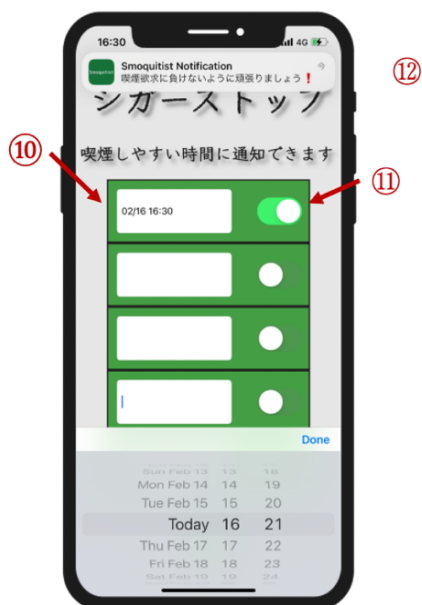 16:30
4G
Smoquitist Notification
Smoquitist
今
喫煙欲求に負けないように頑張りましょう❗
⑫
シガーストップ
⑩
喫煙しやすい時間に通知できます
⑪
02/16 16:30
Done
Sun Feb 13 13 18
Mon Feb 14 14 19
Tue Feb 15 15 20
Today 16 21
Thu Feb 17 17 22
Fri Feb 18 18 23
Sat Feb 19 19 24